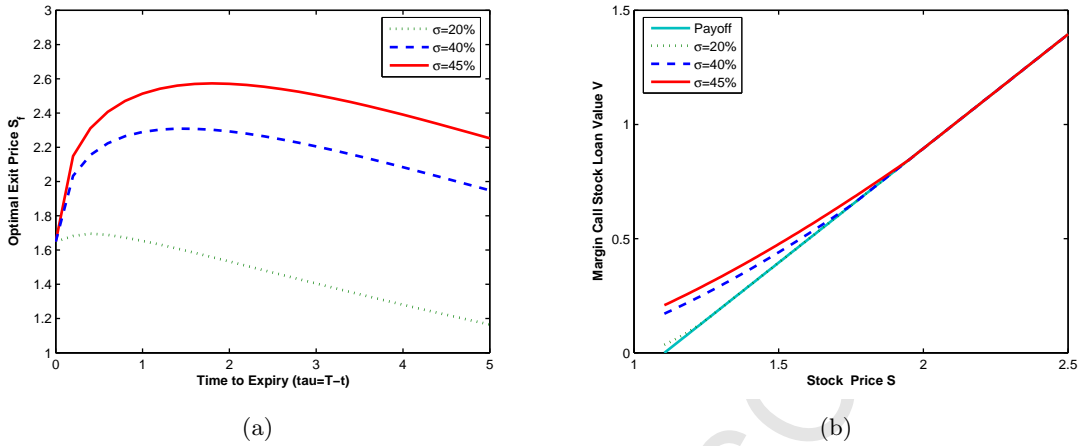 3
2.8
2.6
2.4
2.2
2
1.8
1.6
1.4
1.2
1
0 1 2 3 4 5
Optimal Exit Price S_f
Time to Expiry (tau=T−t)
σ=20%
σ=40%
σ=45%
(a)
1.5
1
0.5
0
1 1.5 2 2.5
Margin Call Stock Loan Value V
Stock Price S
Payoff
σ=20%
σ=40%
σ=45%
(b)